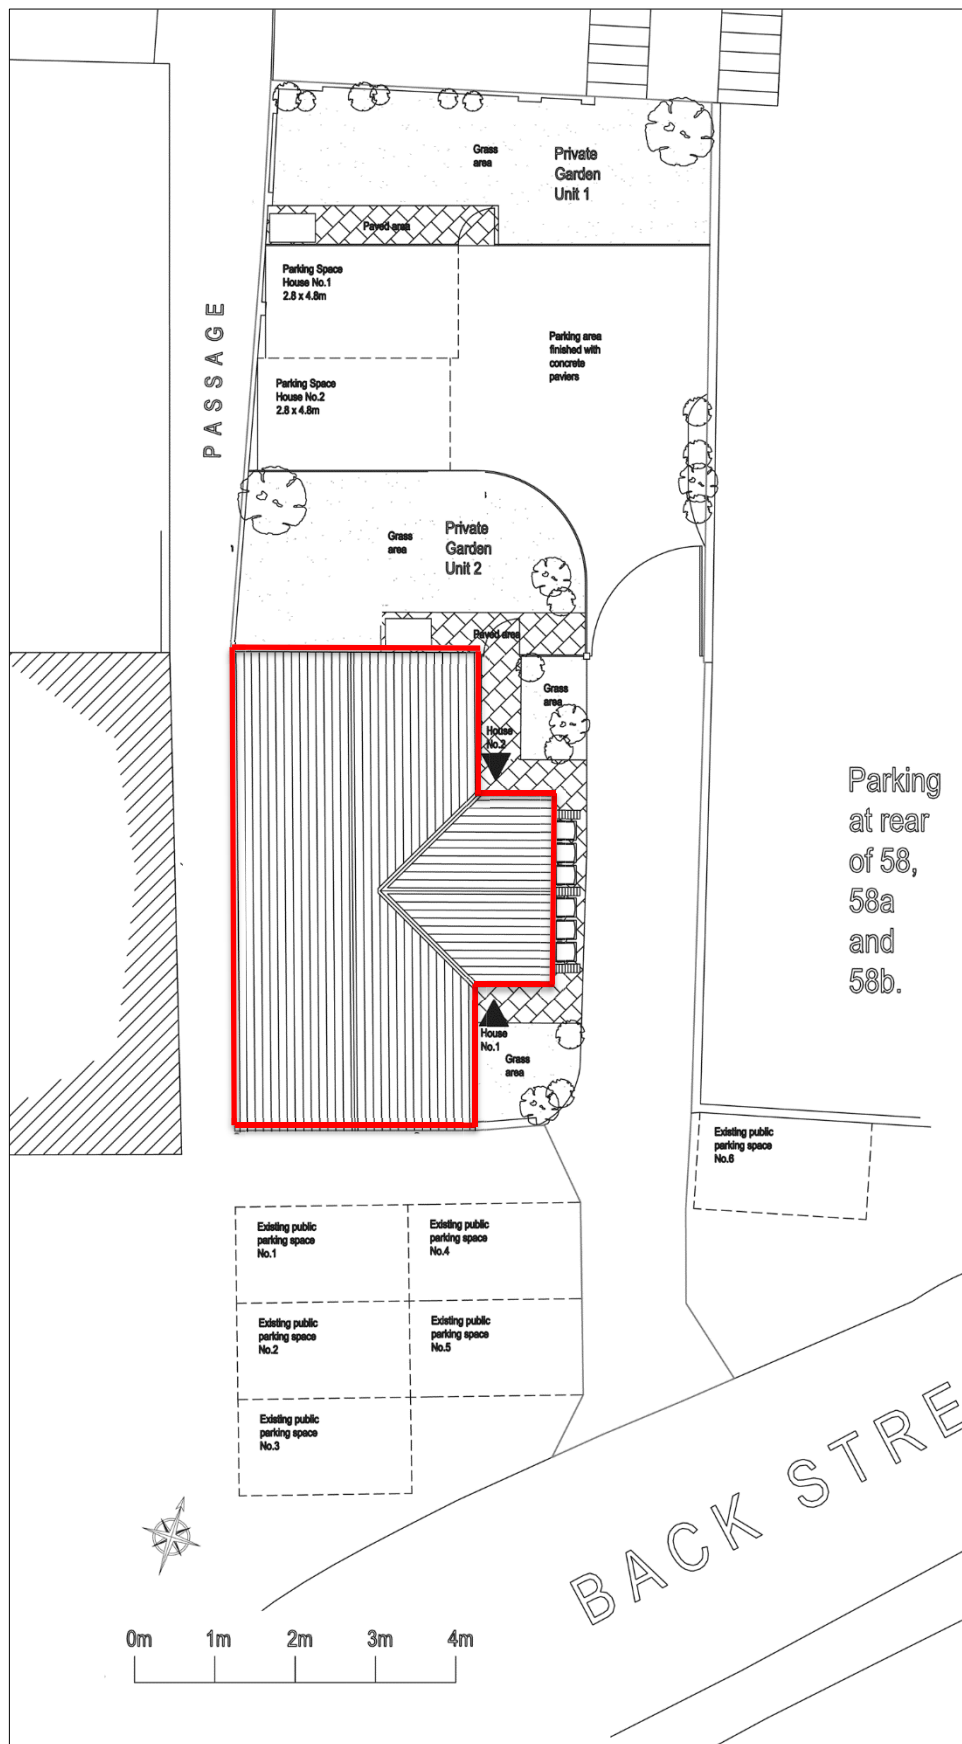 Grass
area
Private
Garden
Unit 1
Paved area
Parking Space
House No.1
2.8 x 4.8m
PASSAGE
Parking area
finished with
concrete
paviers
Parking Space
House No.2
2.8 x 4.8m
Grass
area
Private
Garden
Unit 2
Paved area
Grass
area
House
No.2
Parking
at rear
of 58,
58a
and
58b.
House
No.1
Grass
area
Existing public
parking space
No.6
Existing public
parking space
No.1
Existing public
parking space
No.4
Existing public
parking space
No.2
Existing public
parking space
No.5
Existing public
parking space
No.3
BACK STRE
0m 1m 2m 3m 4m